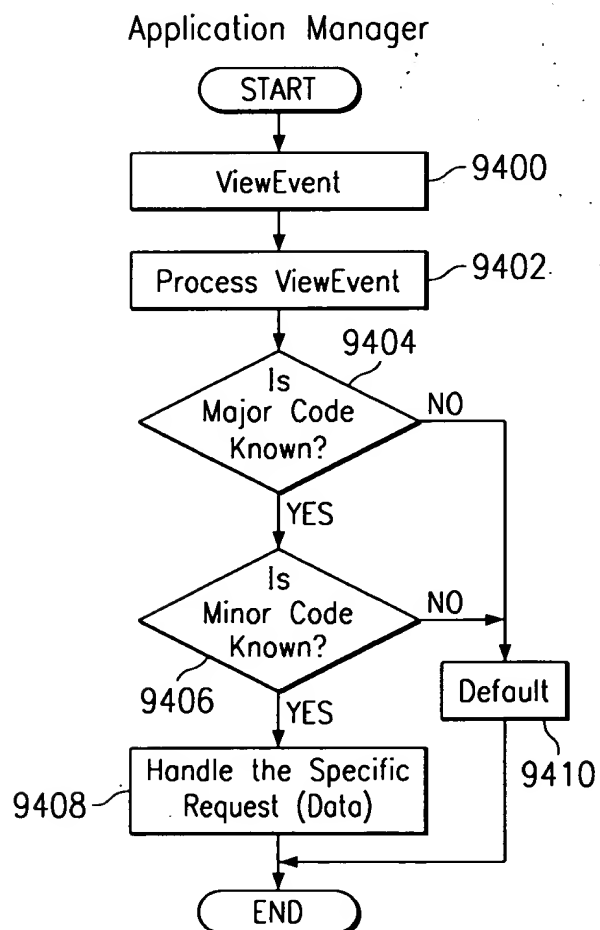 Application Manager
START
ViewEvent
9400
Process ViewEvent
9402
9404
Is
Major Code
Known?
NO
YES
Is
Minor Code
Known?
NO
9406
YES
Default
9410
Handle the Specific
Request (Data)
9408
END